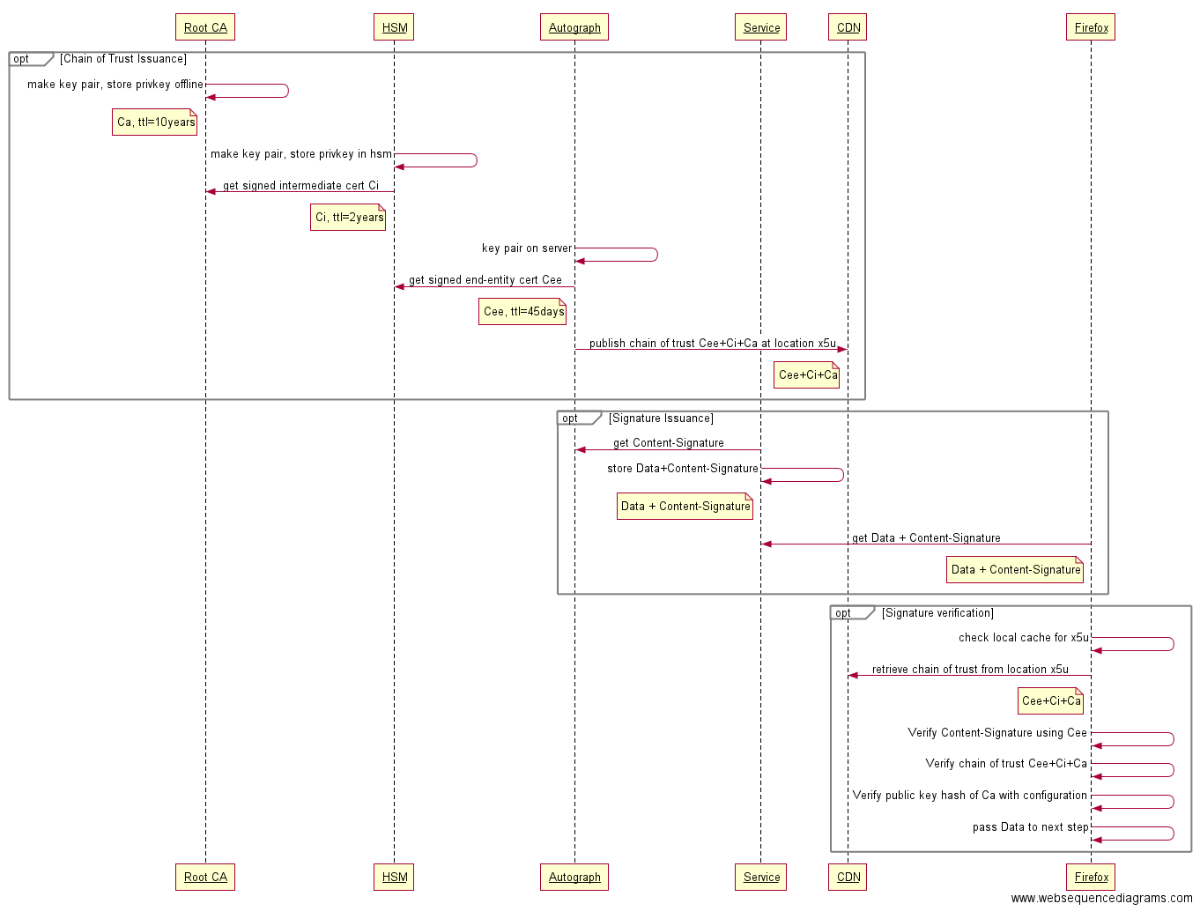 Root CA
HSM
Autograph
Service
CDN
Firefox
opt
[Chain of Trust Issuance]
make key pair, store privkey offline
Ca, ttl=10years
make key pair, store privkey in hsm
get signed intermediate cert Ci
Ci, ttl=2years
key pair on server
get signed end-entity cert Cee
Cee, ttl=45days
publish chain of trust Cee+Ci+Ca at location x5u
Cee+Ci+Ca
opt
[Signature Issuance]
get Content-Signature
store Data+Content-Signature
Data + Content-Signature
get Data + Content-Signature
Data + Content-Signature
opt
[Signature verification]
check local cache for x5u
retrieve chain of trust from location x5u
Cee+Ci+Ca
Verify Content-Signature using Cee
Verify chain of trust Cee+Ci+Ca
Verify public key hash of Ca with configuration
pass Data to next step
Root CA
HSM
Autograph
Service
CDN
Firefox
www.websequencediagrams.com